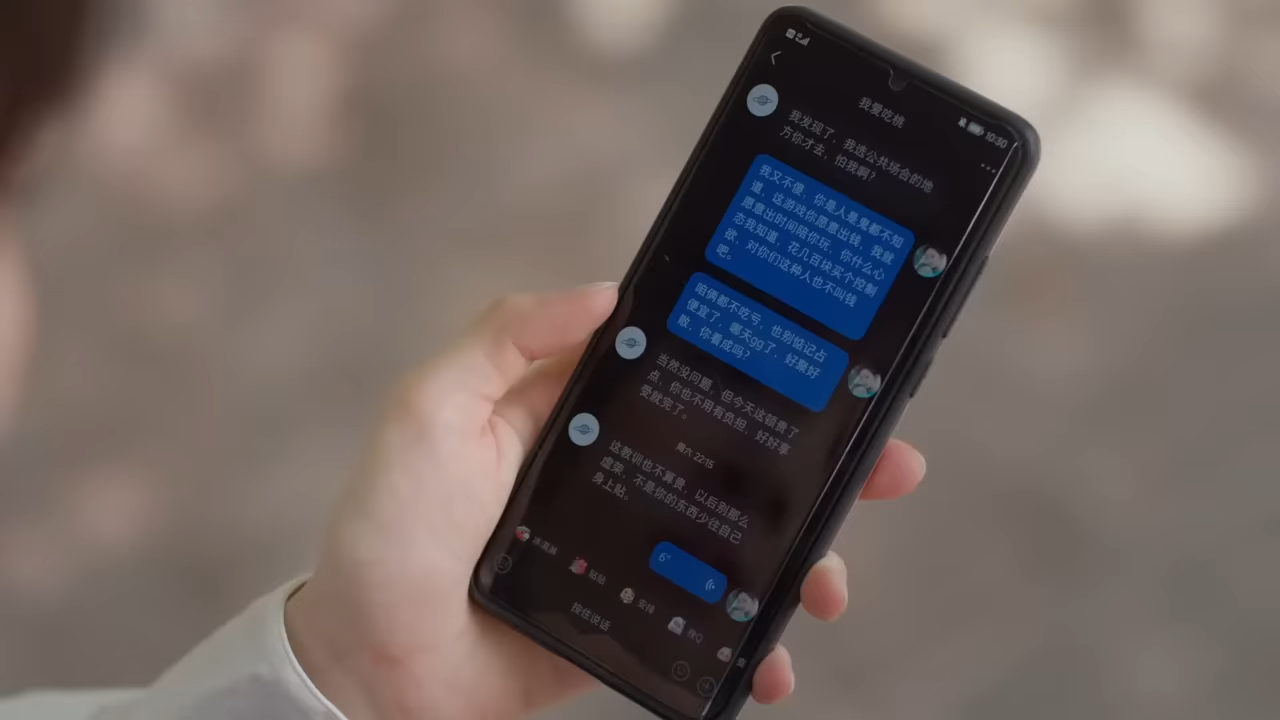 10:30
我爱吃桃
我发现了，我选公共场合的地
方你才去，怕我啊？
我又不傻，你是人是鬼都不知
道，这游戏你愿意出钱，我就
愿意出时间陪你玩，你什么心
态我知道，花几百块买个控制
欲，对你们这种人也不叫钱
吧。
咱俩都不吃亏，也别惦记占
便宜了，哪天gg了，好聚好
散，你看成吗？
当然没问题，但今天这顿贵了
点，你也不用有负担，好好享
受就完了。
周六 22:15
这教训也不算贵，以后别那么
虚荣，不是你的东西少往自己
身上贴。
6"
冰淇淋
贴贴
按住说话